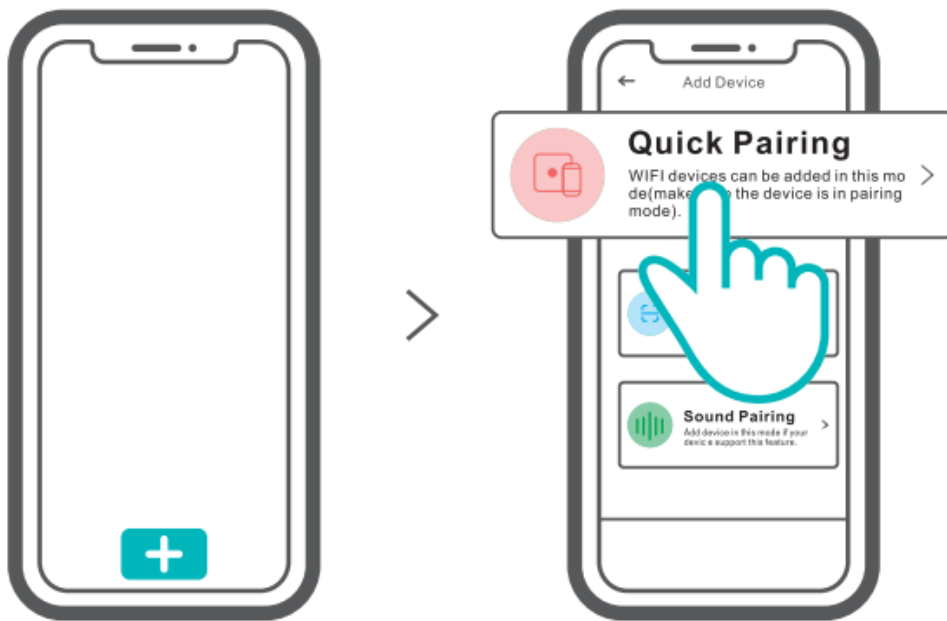 Add Device
Quick Pairing
WIFI devices can be added in this mo
de(make the device is in pairing
mode).
Sound Pairing
Add device in this mode if your
devic e support this feature.